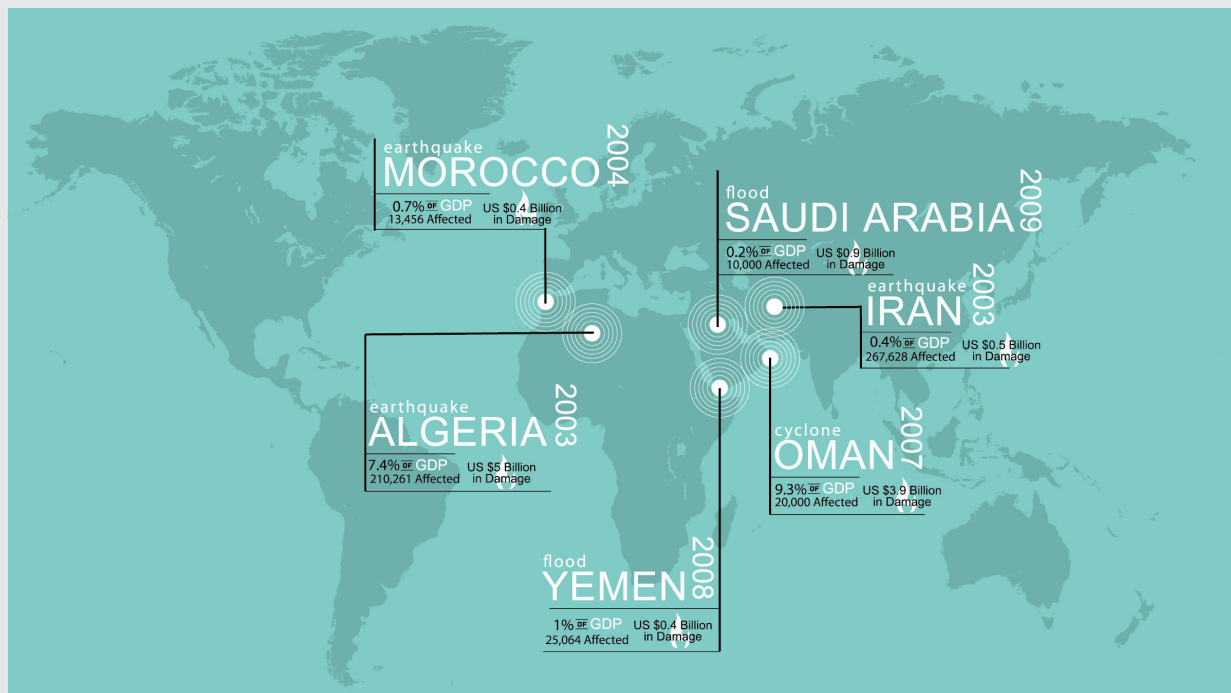 earthquake
MOROCCO
2004
0.7% OF GDP
13,456 Affected
US $0.4 Billion
in Damage
flood
SAUDI ARABIA
2009
0.2% OF GDP
10,000 Affected
US $0.9 Billion
in Damage
earthquake
IRAN
2003
0.4% OF GDP
267,628 Affected
US $0.5 Billion
in Damage
earthquake
ALGERIA
2003
7.4% OF GDP
210,261 Affected
US $5 Billion
in Damage
cyclone
OMAN
2007
9.3% OF GDP
20,000 Affected
US $3.9 Billion
in Damage
flood
YEMEN
2008
1% OF GDP
25,064 Affected
US $0.4 Billion
in Damage